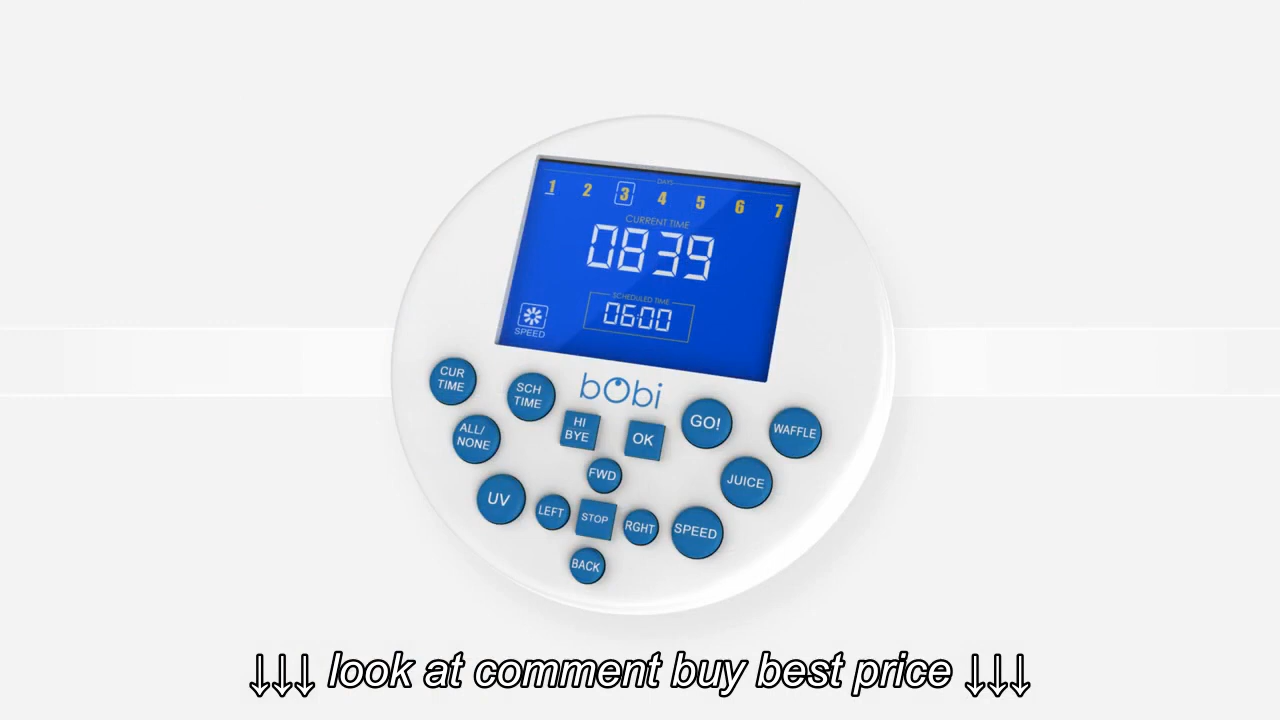 DAYS
1 2 3 4 5 6 7
CURRENT TIME
0839
SCHEDULED TIME
0600
SPEED
bObi
CUR
TIME
SCH
TIME
HI
BYE
OK
GO!
WAFFLE
ALL/
NONE
FWD
JUICE
UV
LEFT
STOP
RGHT
SPEED
BACK
↓↓↓ look at comment buy best price ↓↓↓